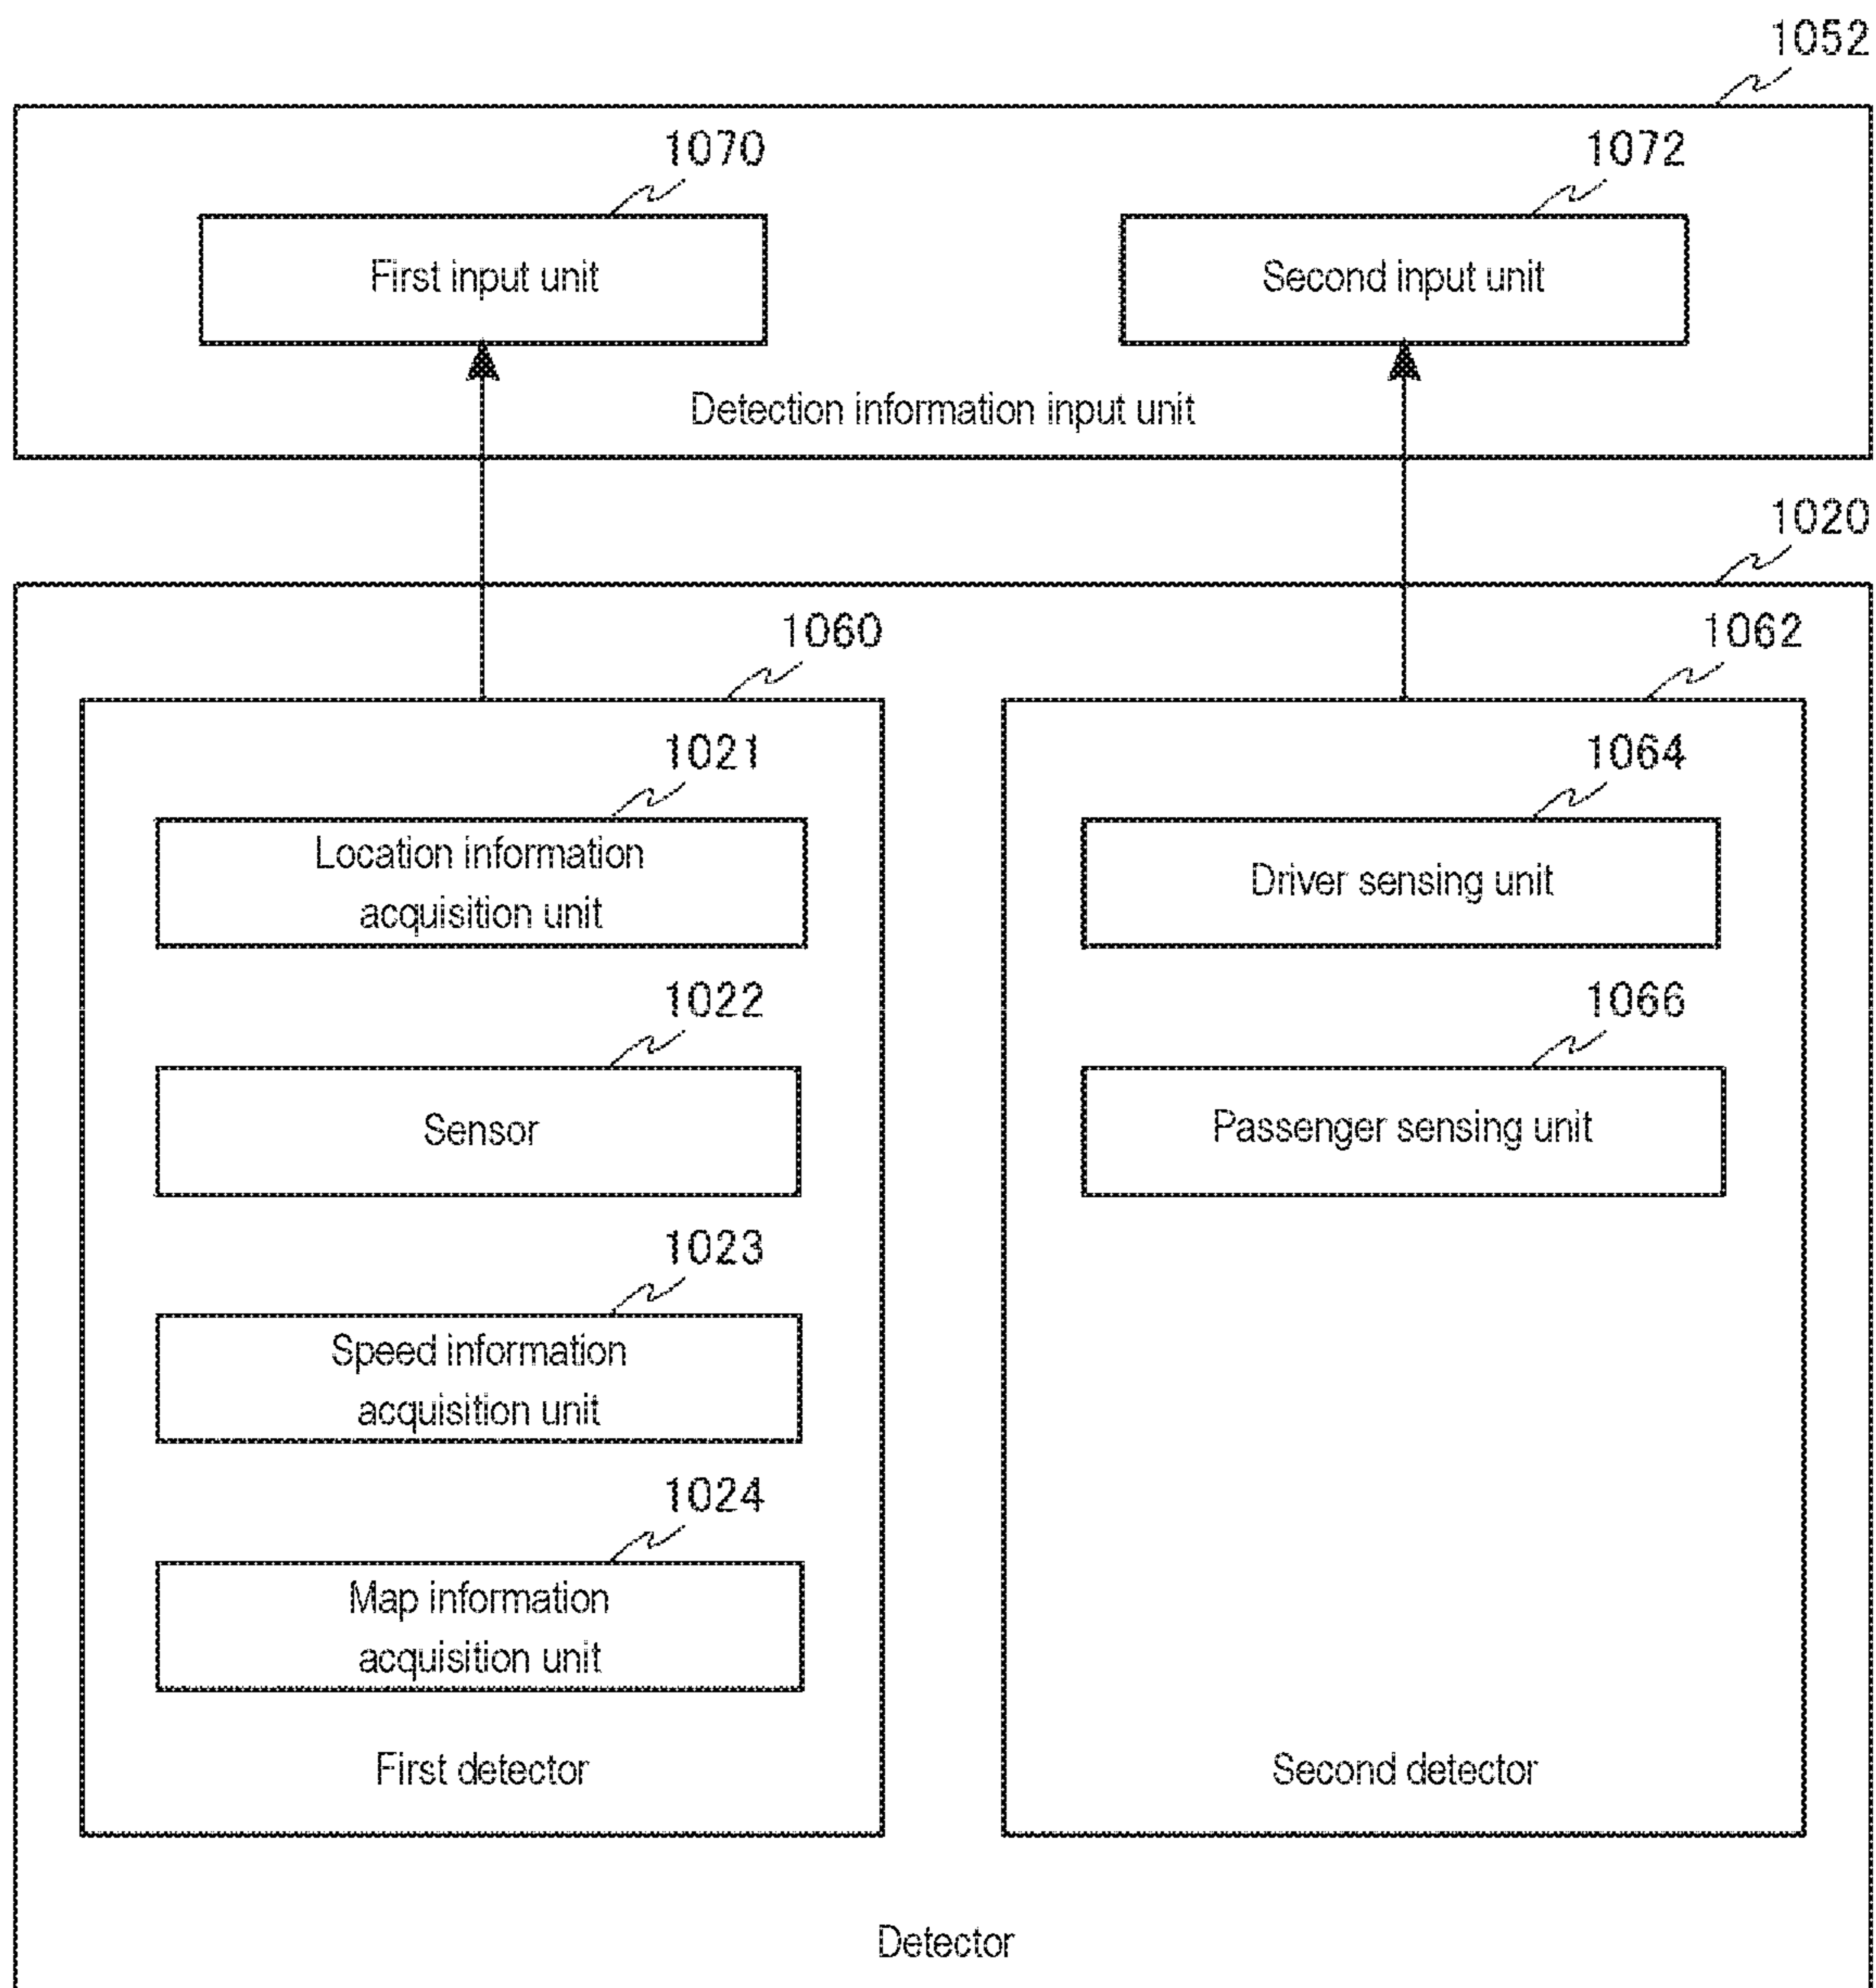 1052
1070
1072
First input unit
Second input unit
Detection information input unit
1020
1060
1062
1021
1064
Location information
acquisition unit
Driver sensing unit
1022
1066
Sensor
Passenger sensing unit
1023
Speed information
acquisition unit
1024
Map information
acquisition unit
First detector
Second detector
Detector